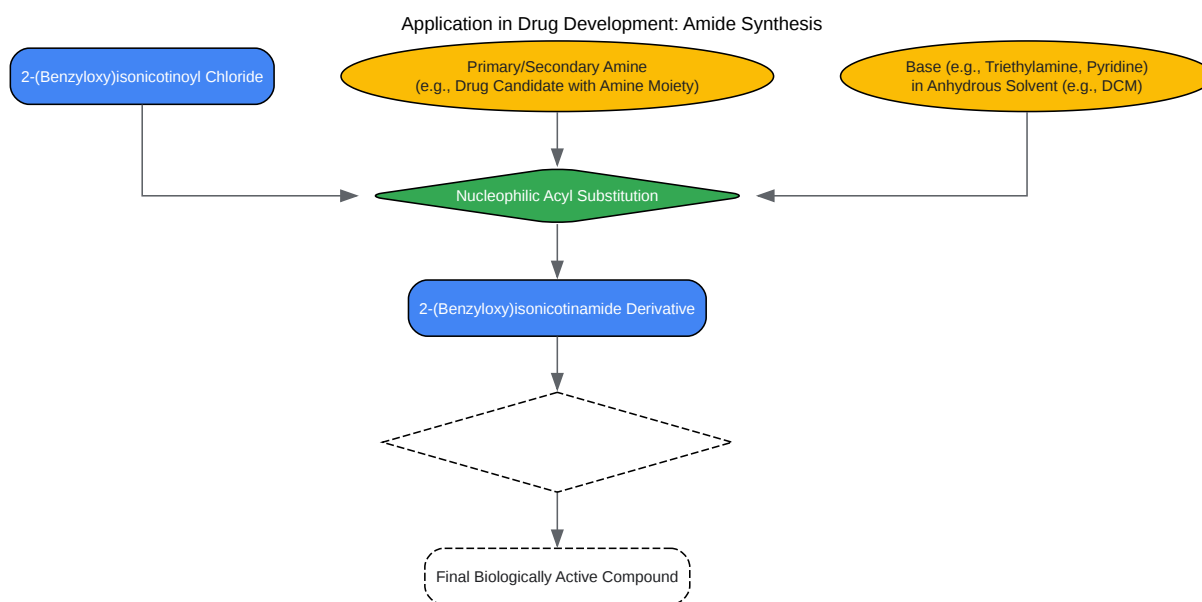 Application in Drug Development: Amide Synthesis
2-(Benzyloxy)isonicotinoyl Chloride
Primary/Secondary Amine
(e.g., Drug Candidate with Amine Moiety)
Base (e.g., Triethylamine, Pyridine)
in Anhydrous Solvent (e.g., DCM)
Nucleophilic Acyl Substitution
2-(Benzyloxy)isonicotinamide Derivative
Final Biologically Active Compound